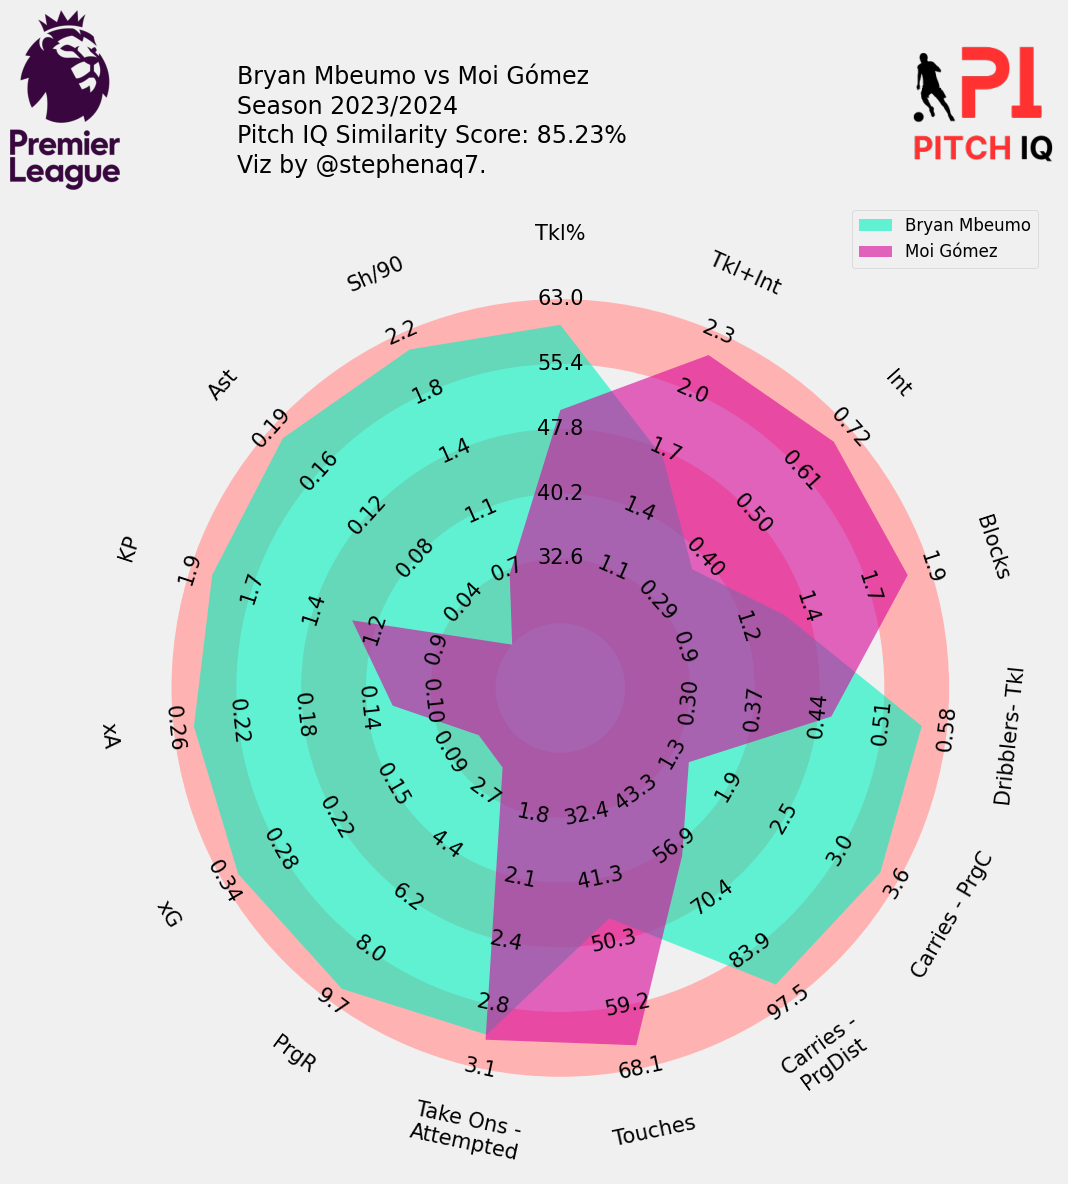 Premier
League
Bryan Mbeumo vs Moi Gómez
Season 2023/2024
Pitch IQ Similarity Score: 85.23%
Viz by @stephenaq7.
PI
PITCH IQ
Bryan Mbeumo
Moi Gómez
Tkl%
32.6
40.2
47.8
55.4
63.0
Tkl+Int
1.1
1.4
1.7
2.0
2.3
Int
0.29
0.40
0.50
0.61
0.72
Blocks
0.9
1.2
1.4
1.7
1.9
Dribblers- Tkl
0.30
0.37
0.44
0.51
0.58
Carries - PrgC
1.3
1.9
2.5
3.0
3.6
Carries -
PrgDist
43.3
56.9
70.4
83.9
97.5
Touches
32.4
41.3
50.3
59.2
68.1
Take Ons -
Attempted
1.8
2.1
2.4
2.8
3.1
PrgR
2.7
4.4
6.2
8.0
9.7
xG
0.09
0.15
0.22
0.28
0.34
xA
0.10
0.14
0.18
0.22
0.26
KP
0.9
1.2
1.4
1.7
1.9
Ast
0.04
0.08
0.12
0.16
0.19
Sh/90
0.7
1.1
1.4
1.8
2.2